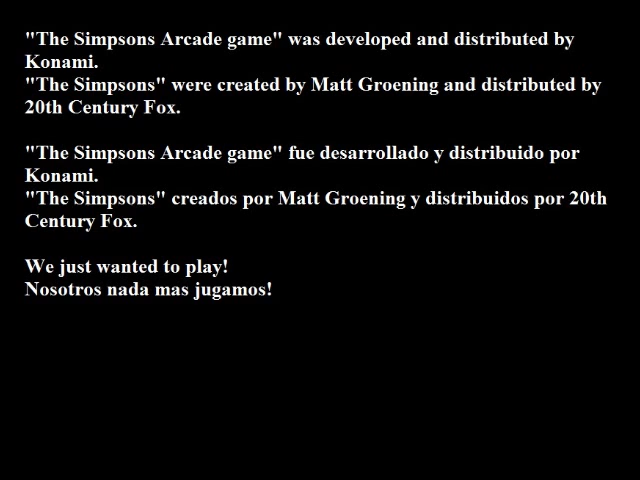 "The Simpsons Arcade game" was developed and distributed by
Konami.
"The Simpsons" were created by Matt Groening and distributed by
20th Century Fox.
"The Simpsons Arcade game" fue desarrollado y distribuido por
Konami.
"The Simpsons" creados por Matt Groening y distribuidos por 20th
Century Fox.
We just wanted to play!
Nosotros nada mas jugamos!